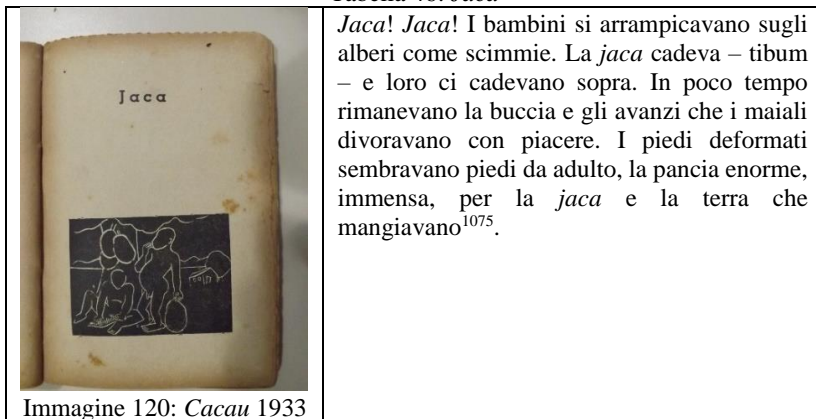 Tabella Jaca
Jaca
Immagine 120: Cacau 1933
Jaca! Jaca! I bambini si arrampicavano sugli
alberi come scimmie. La jaca cadeva – tibum
– e loro ci cadevano sopra. In poco tempo
rimanevano la buccia e gli avanzi che i maiali
divoravano con piacere. I piedi deformati
sembravano piedi da adulto, la pancia enorme,
immensa, per la jaca e la terra che
mangiavano1075.